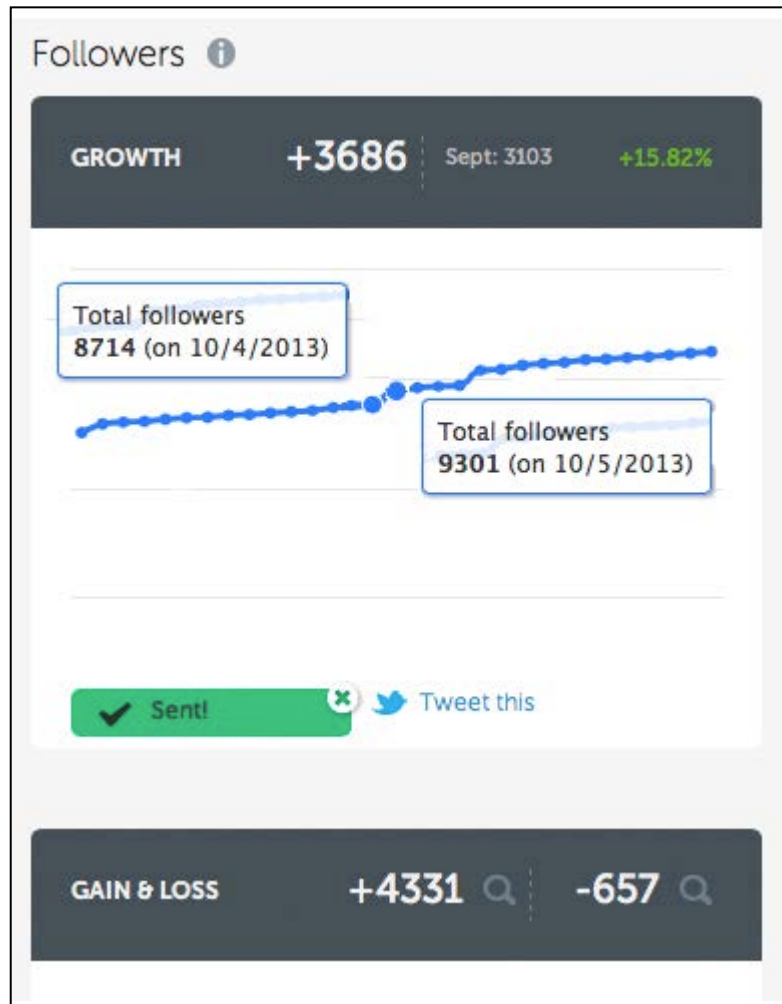 Followers
GROWTH +3686 Sept: 3103 +15.82%
Total followers
8714 (on 10/4/2013)
Total followers
9301 (on 10/5/2013)
Sent! Tweet this
GAIN & LOSS +4331 -657